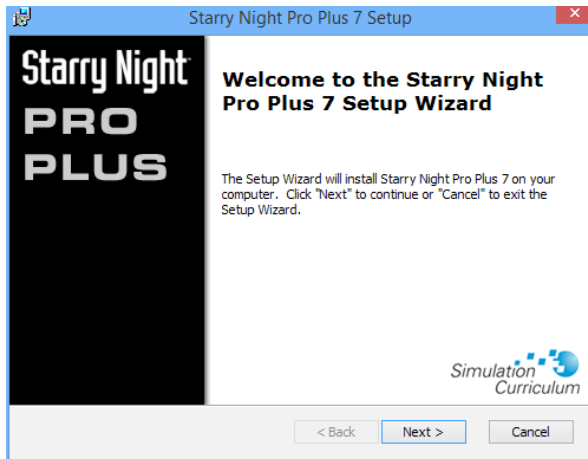 Starry Night Pro Plus 7 Setup
Starry Night
PRO
PLUS
Welcome to the Starry Night
Pro Plus 7 Setup Wizard
The Setup Wizard will install Starry Night Pro Plus 7 on your
computer. Click "Next" to continue or "Cancel" to exit the
Setup Wizard.
Simulation
Curriculum
< Back Next > Cancel